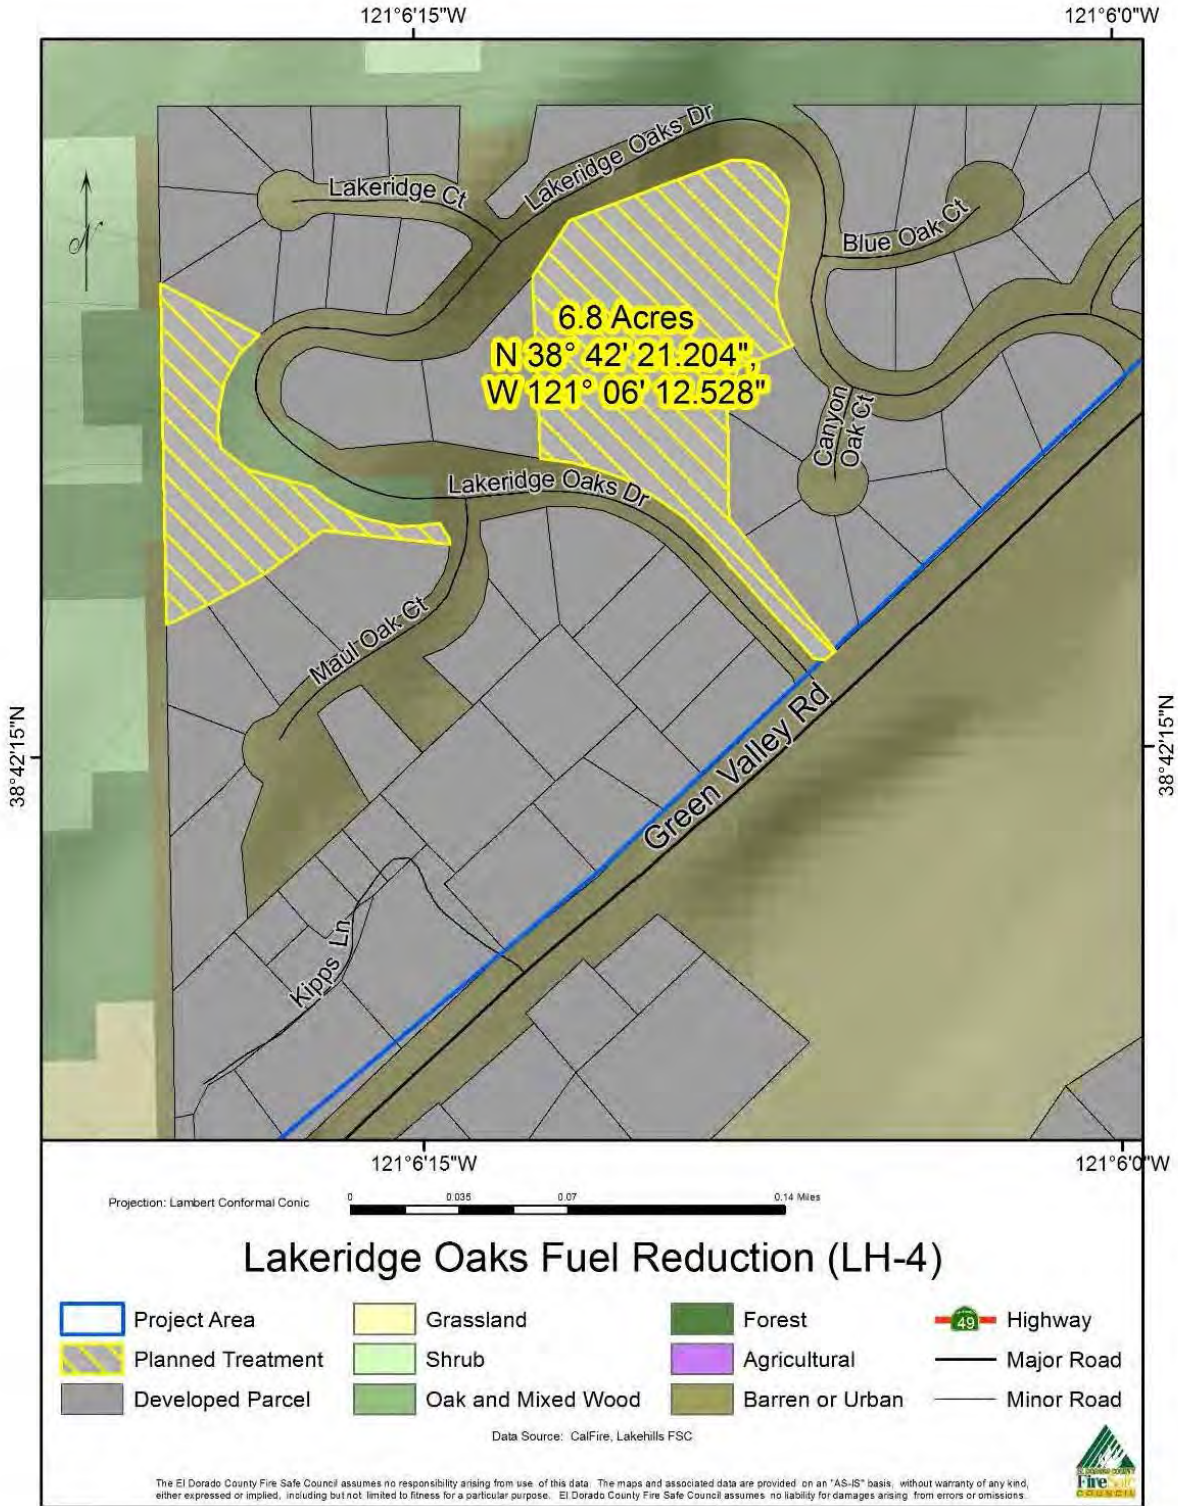 121°6'15"W
121°6'0"W
N
Lakeridge Ct
Lakeridge Oaks Dr
Blue Oak Ct
6.8 Acres
N 38° 42' 21.204",
W 121° 06' 12.528"
Canyon
Oak Ct
Lakeridge Oaks Dr
Maul Oak Ct
Green Valley Rd
Kipps Ln
38°42'15"N
38°42'15"N
121°6'15"W
121°6'0"W
Projection: Lambert Conformal Conic
0 0.035 0.07 0.14 Miles
Lakeridge Oaks Fuel Reduction (LH-4)
Project Area
Planned Treatment
Developed Parcel
Grassland
Shrub
Oak and Mixed Wood
Forest
Agricultural
Barren or Urban
49 Highway
Major Road
Minor Road
Data Source: CalFire, Lakehills FSC
EL DORADO COUNTY
FireSafe
COUNCIL
The El Dorado County Fire Safe Council assumes no responsibility arising from use of this data. The maps and associated data are provided on an "AS-IS" basis, without warranty of any kind,
either expressed or implied, including but not limited to fitness for a particular purpose. El Dorado County Fire Safe Council assumes no liability for damages arising from errors or omissions.